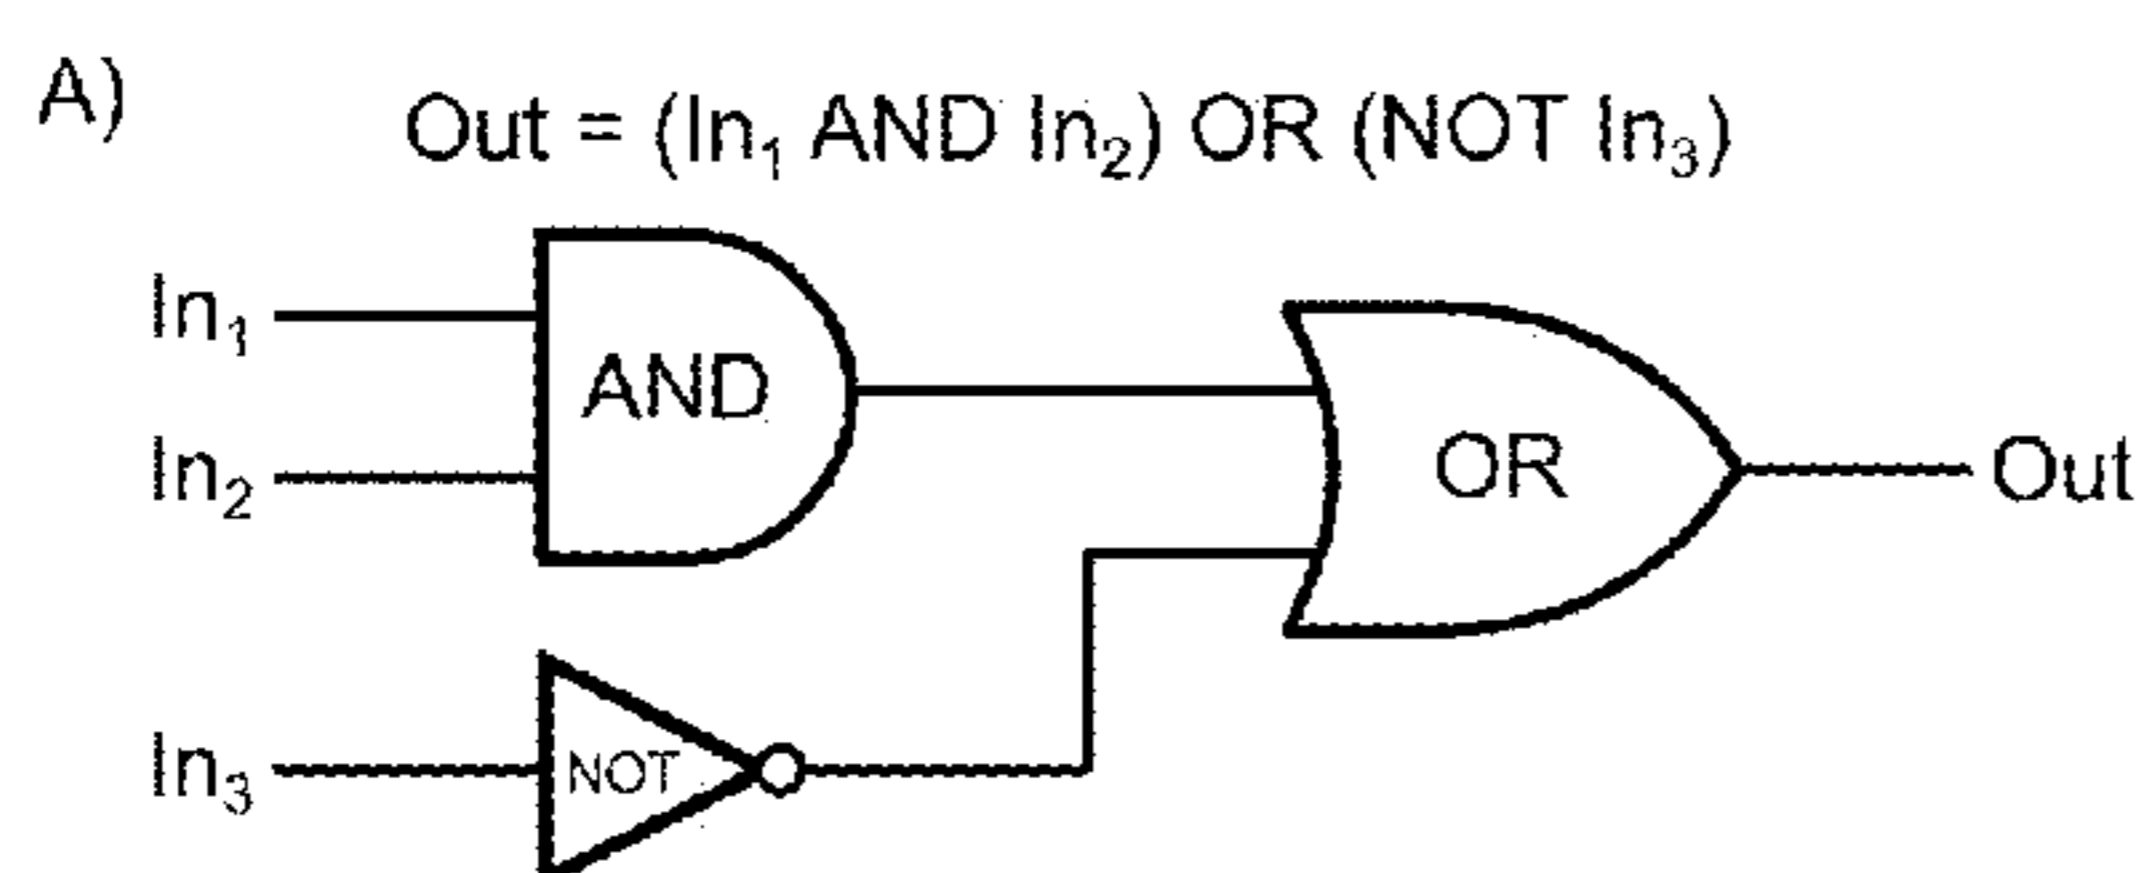 A)
Out = (In₁ AND In₂) OR (NOT In₃)
In₁
AND
In₂
OR
Out
In₃
NOT